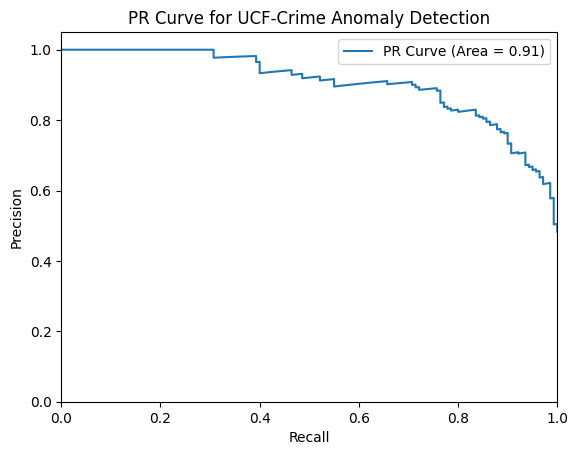 PR Curve for UCF-Crime Anomaly Detection
PR Curve (Area = 0.91)
Precision
1.0
0.8
0.6
0.4
0.2
0.0
0.0 0.2 0.4 0.6 0.8 1.0
Recall